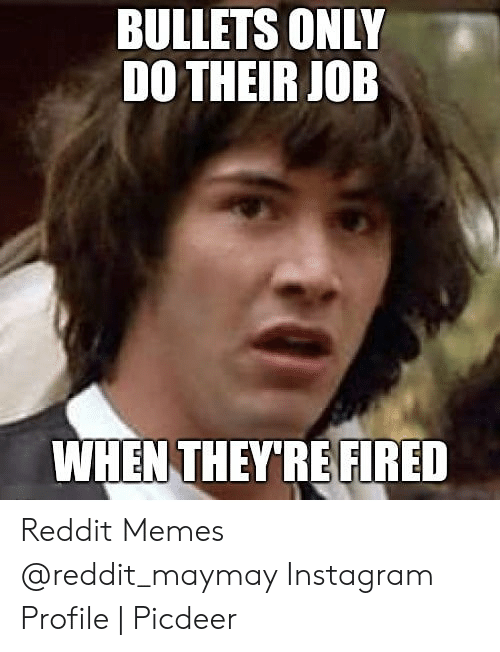 BULLETS ONLY
DO THEIR JOB
WHEN THEY'RE FIRED
Reddit Memes
@reddit_maymay Instagram
Profile | Picdeer